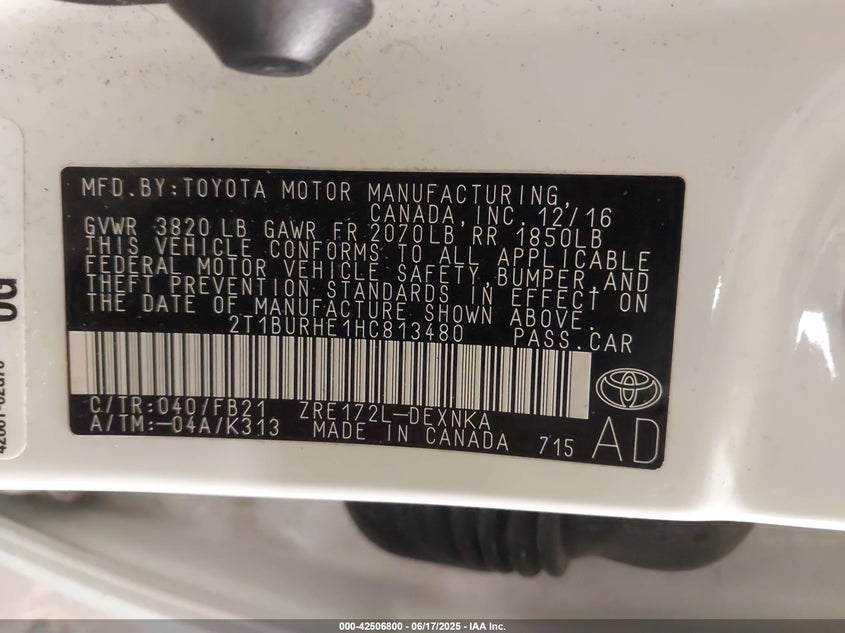 MFD.BY:TOYOTA MOTOR MANUFACTURING,
CANADA,INC. 12/16
GVWR 3820LB GAWR FR 2070LB RR 1850LB
THIS VEHICLE CONFORMS TO ALL APPLICABLE
FEDERAL MOTOR VEHICLE SAFETY,BUMPER,AND
THEFT PREVENTION STANDARDS IN EFFECT ON
THE DATE OF MANUFACTURE SHOWN ABOVE.
2T1BURHE1HC813480 PASS.CAR
C/TR:040/FB21 ZRE172L-DEXNKA
A/TM:-04A/K313 MADE IN CANADA 715 AD
000-42506800 - 06/17/2025 - IAA Inc.